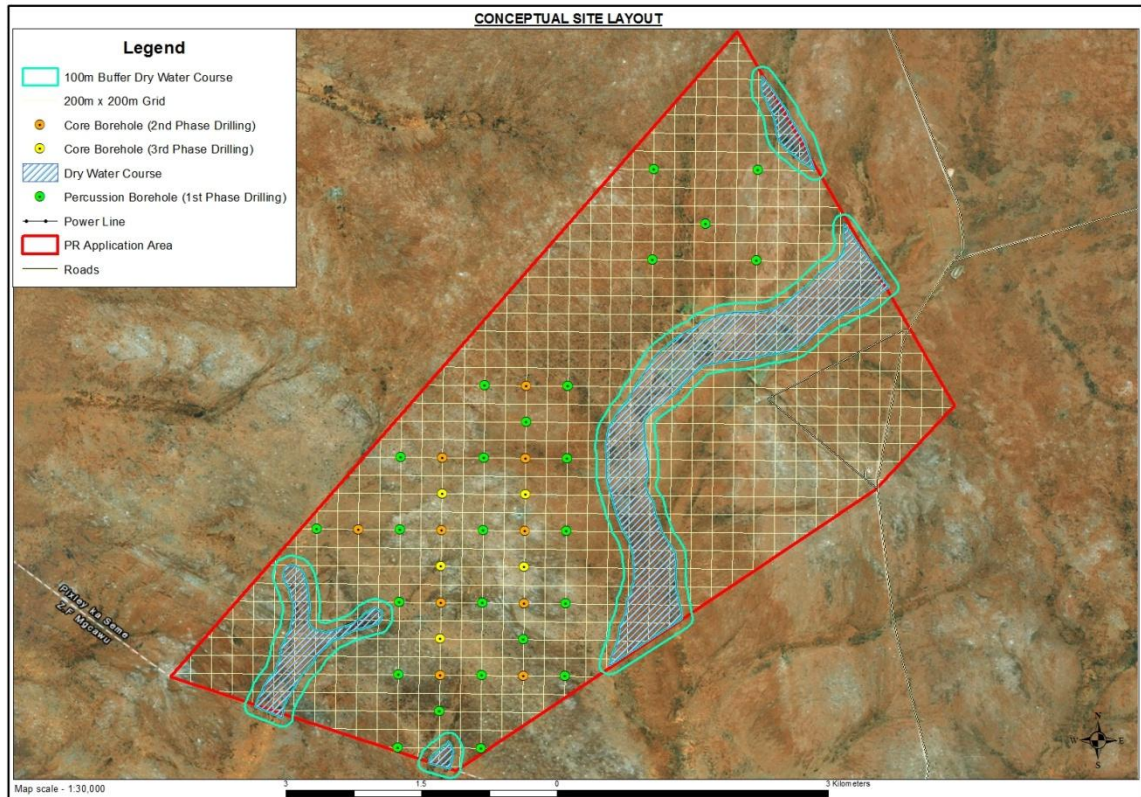 CONCEPTUAL SITE LAYOUT
Legend
100m Buffer Dry Water Course
200m x 200m Grid
Core Borehole (2nd Phase Drilling)
Core Borehole (3rd Phase Drilling)
Dry Water Course
Percussion Borehole (1st Phase Drilling)
Power Line
PR Application Area
Roads
Pixley ka Seme
Z F Mgcawu
N
W E
S
Map scale - 1:30,000
3 1.5 0 3 Kilometers